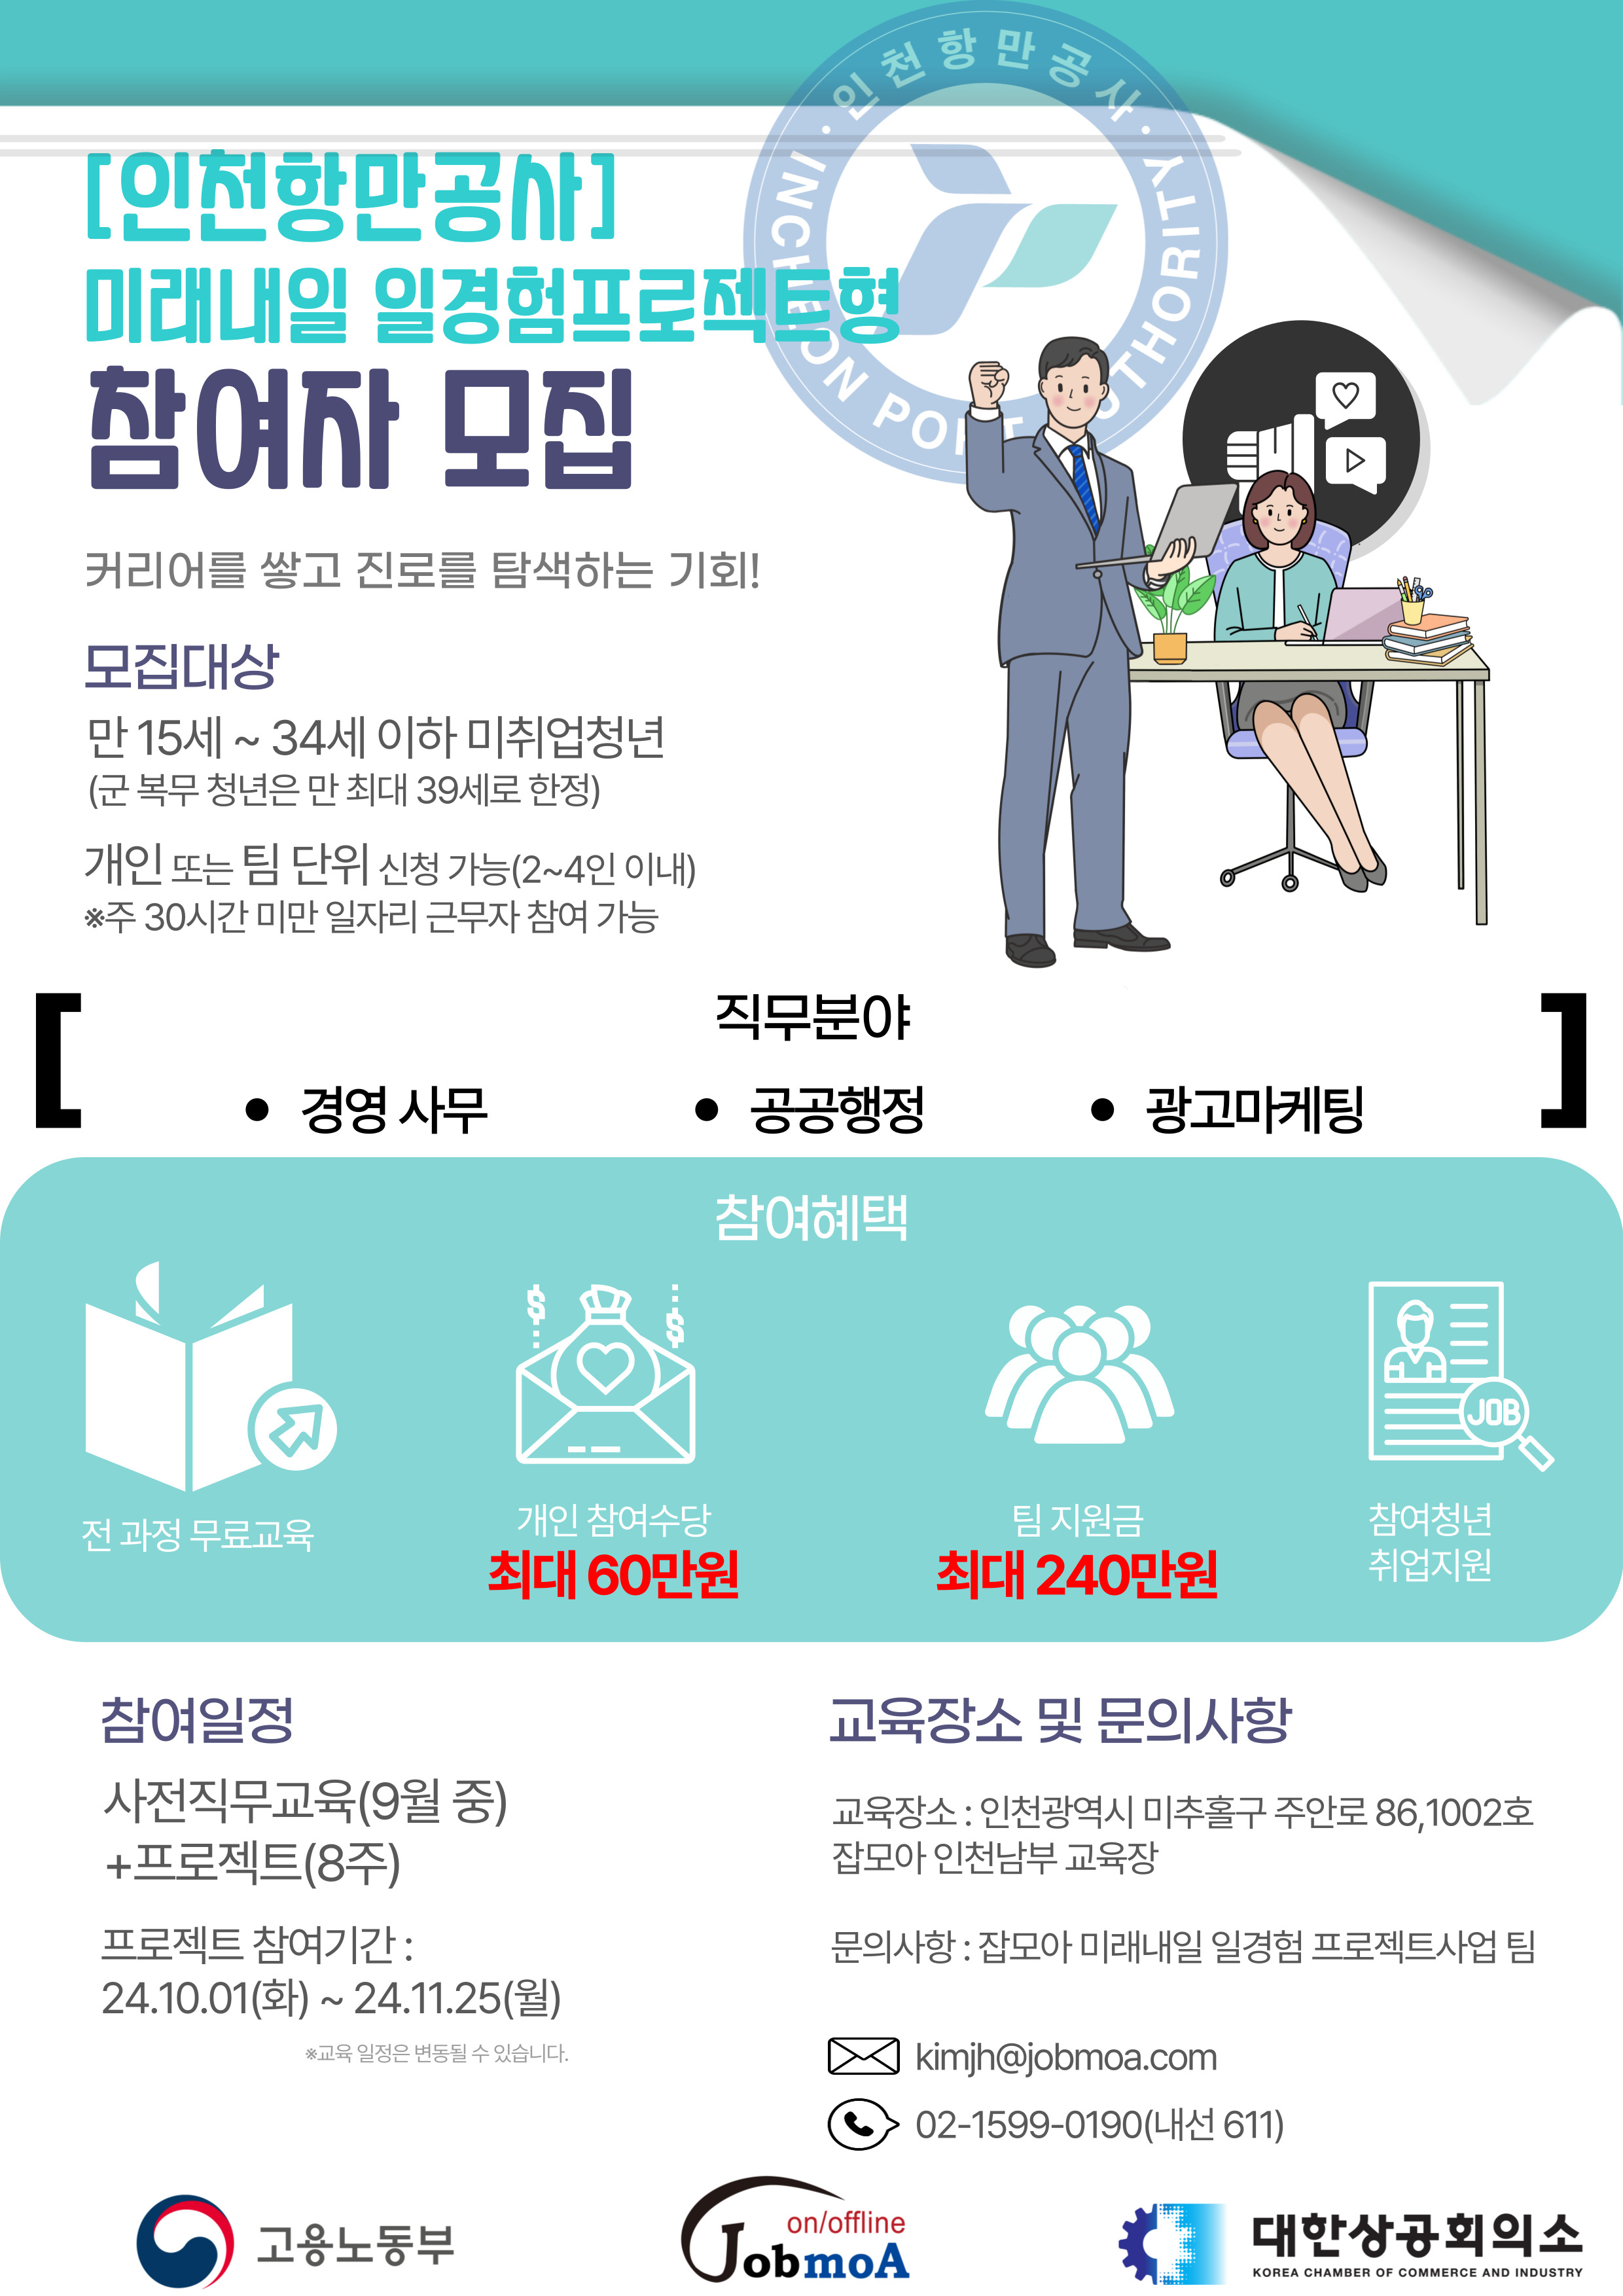 · 인천항만공사 ·
INCHEON PORT AUTHORITY
[인천항만공사]
미래내일 일경험프로젝트형
참여자 모집
커리어를 쌓고 진로를 탐색하는 기회!
모집대상
만 15세 ~ 34세 이하 미취업청년
(군 복무 청년은 만 최대 39세로 한정)
개인 또는 팀 단위 신청 가능(2~4인 이내)
※주 30시간 미만 일자리 근무자 참여 가능
[ 직무분야 ]
• 경영 사무 • 공공행정 • 광고마케팅
참여혜택
$ $
JOB
전 과정 무료교육
개인 참여수당
최대 60만원
팀 지원금
최대 240만원
참여청년
취업지원
참여일정
사전직무교육(9월 중)
+프로젝트(8주)
프로젝트 참여기간 :
24.10.01(화) ~ 24.11.25(월)
※교육 일정은 변동될 수 있습니다.
교육장소 및 문의사항
교육장소 : 인천광역시 미추홀구 주안로 86,1002호
잡모아 인천남부 교육장
문의사항 : 잡모아 미래내일 일경험 프로젝트사업 팀
kimjh@jobmoa.com
02-1599-0190(내선 611)
고용노동부
on/offline
JobmoA
대한상공회의소
KOREA CHAMBER OF COMMERCE AND INDUSTRY